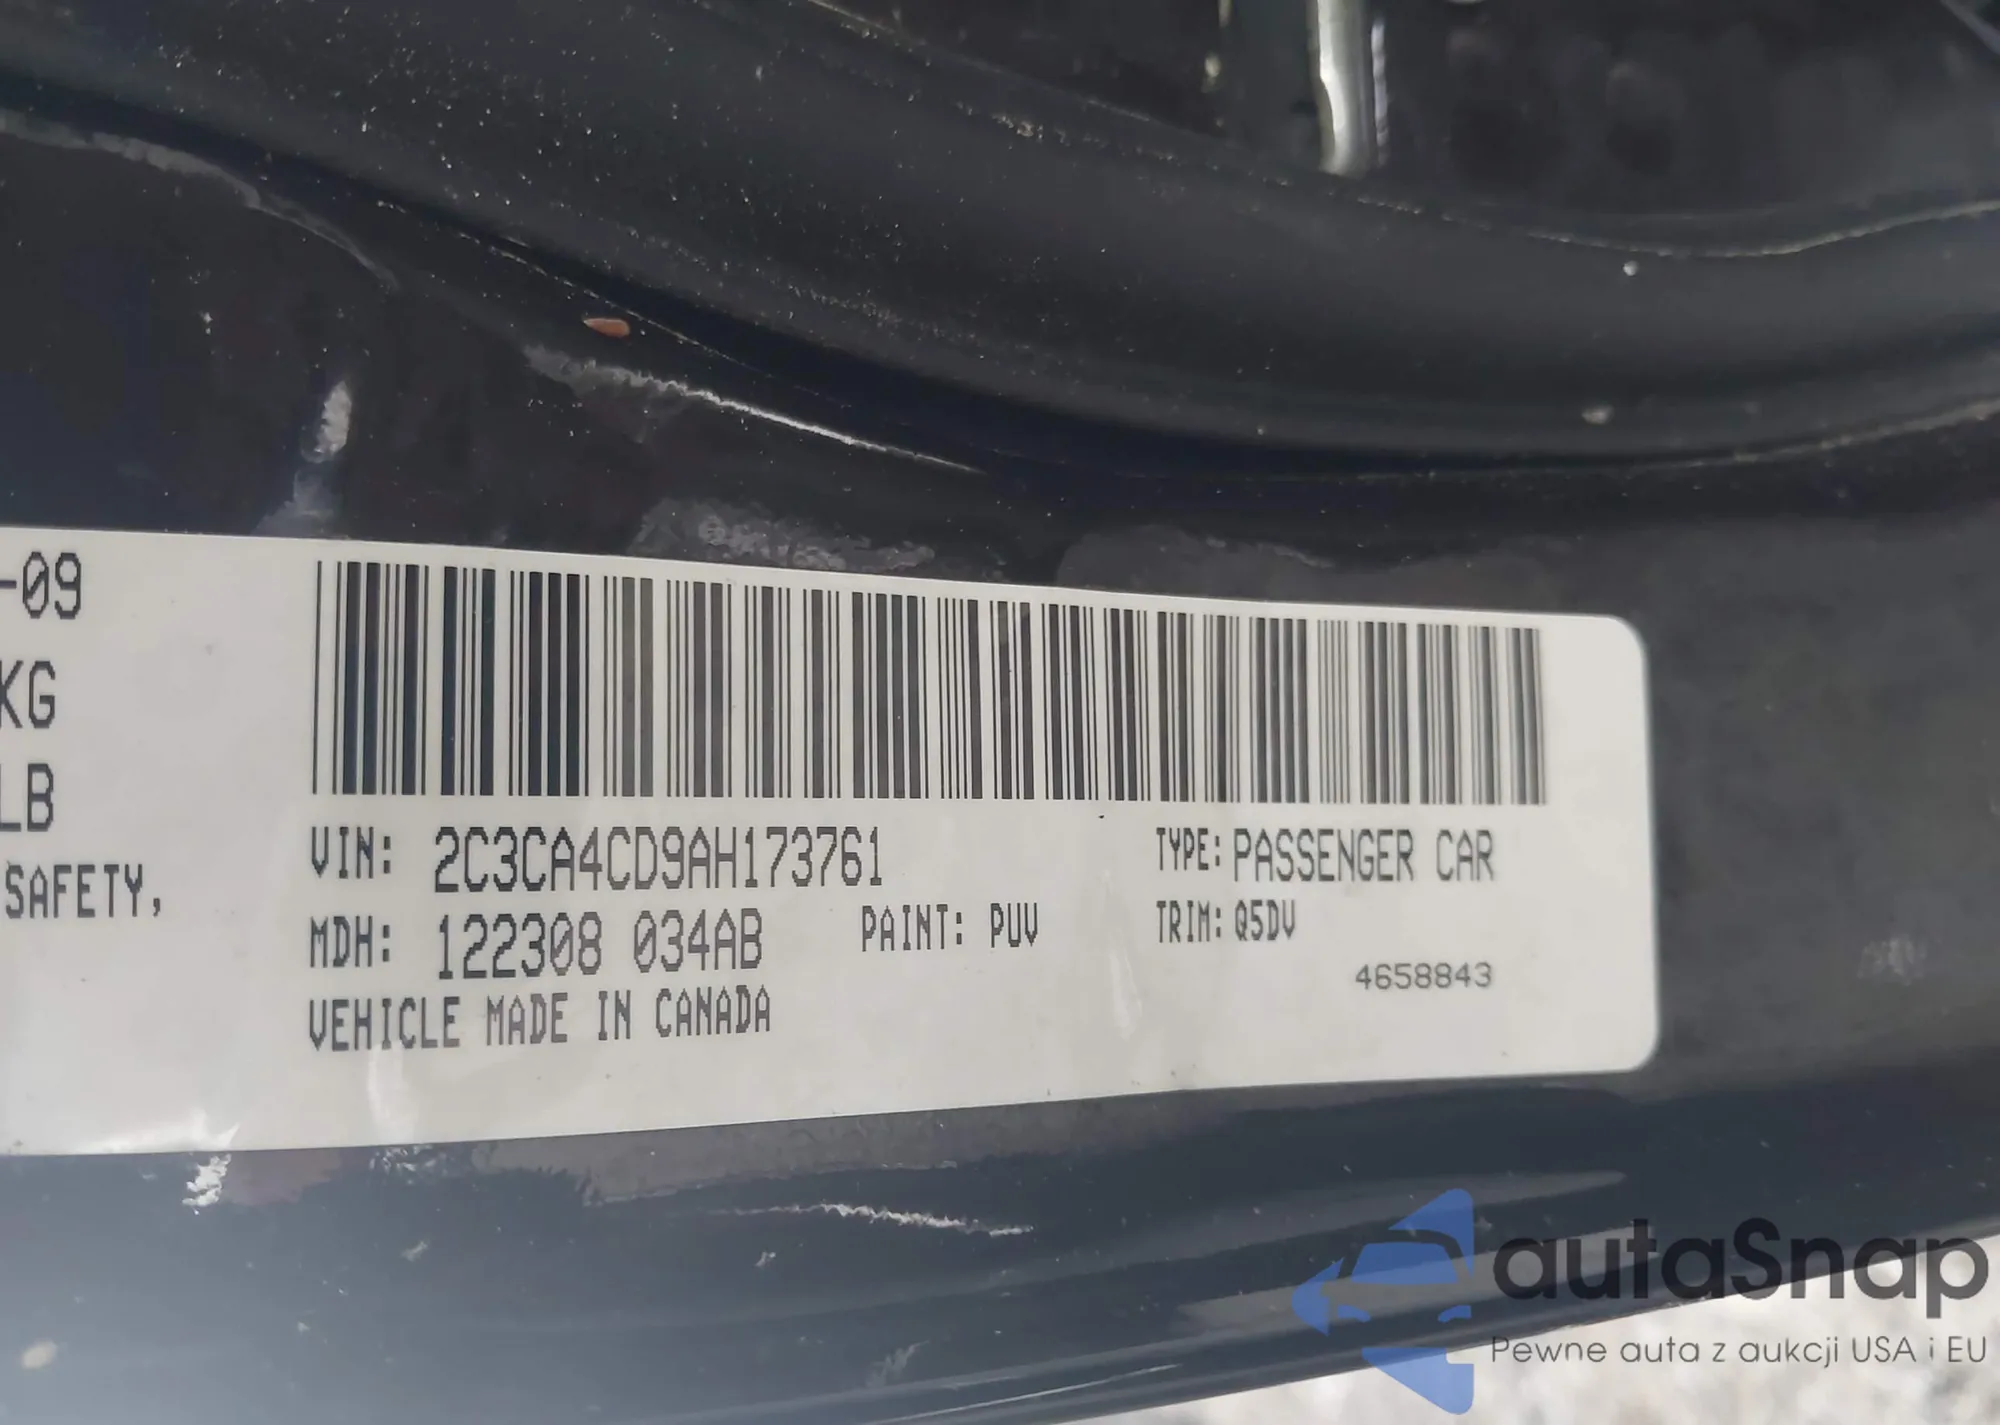 -09
KG
LB
SAFETY,
VIN: 2C3CA4CD9AH173761
TYPE: PASSENGER CAR
MDH: 122308 034AB
PAINT: PUV
TRIM: Q5DV
VEHICLE MADE IN CANADA
4658843
autaSnap
Pewne auta z aukcji USA i EU